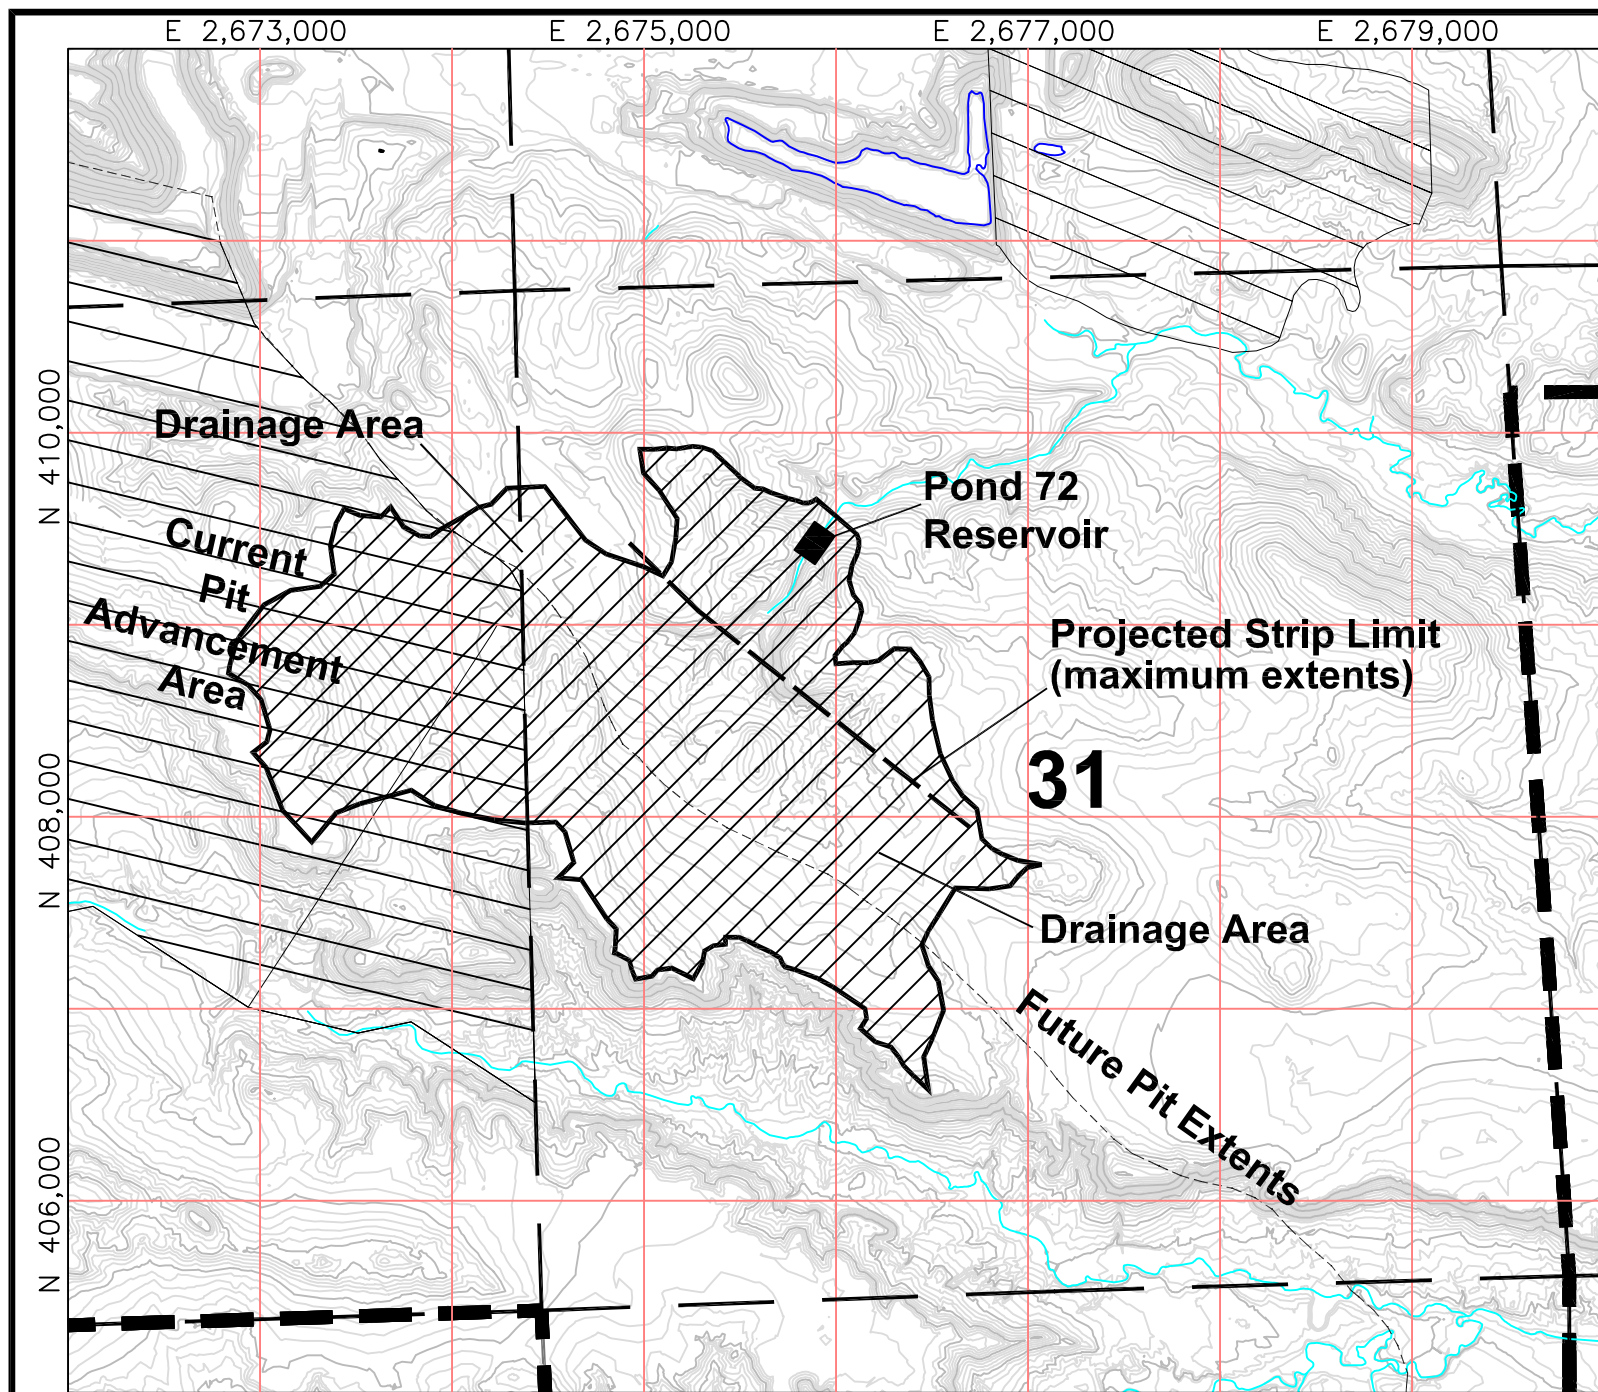 E 2,673,000
E 2,675,000
E 2,677,000
E 2,679,000
N 410,000
Drainage Area
Pond 72
Reservoir
Current
Pit
Advancement
Area
Projected Strip Limit
(maximum extents)
31
N 408,000
Drainage Area
Future Pit Extents
N 406,000